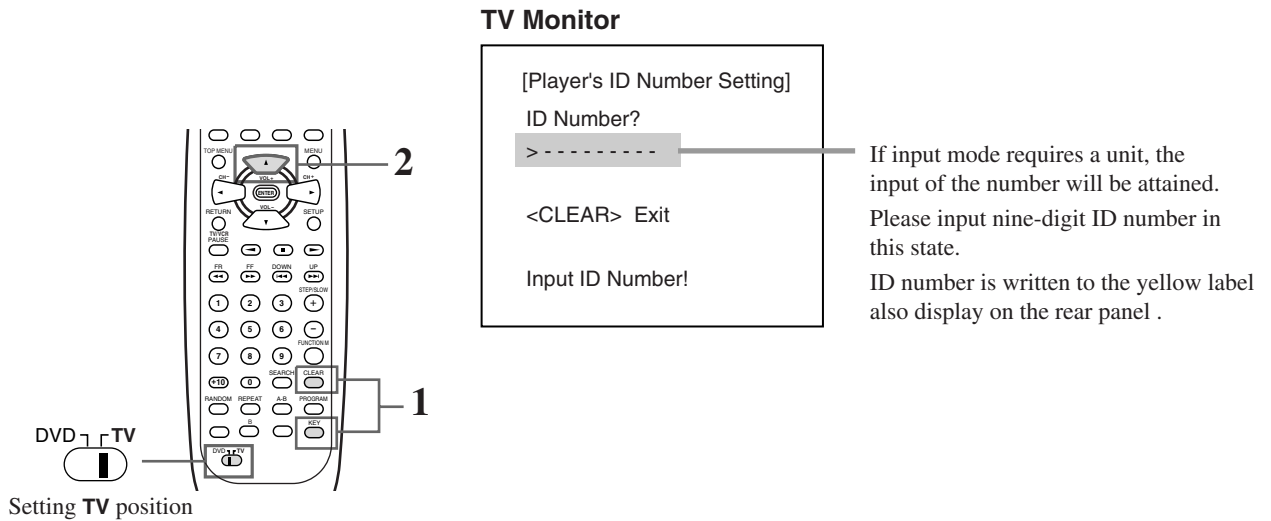 TV Monitor
[Player's ID Number Setting]
ID Number?
> - - - - - - - - -
<CLEAR> Exit
Input ID Number!
If input mode requires a unit, the
input of the number will be attained.
Please input nine-digit ID number in
this state.
ID number is written to the yellow label
also display on the rear panel .
TOP MENU
MENU
2
CH–
VOL+
CH+
ENTER
VOL–
RETURN
SETUP
TV/VCR
PAUSE
FR FF DOWN UP
STEP/SLOW
1 2 3 +
4 5 6 –
FUNCTION M
7 8 9
SEARCH CLEAR
+10 0
1
RANDOM REPEAT A-B PROGRAM
B KEY
DVD TV
DVD TV
Setting TV position